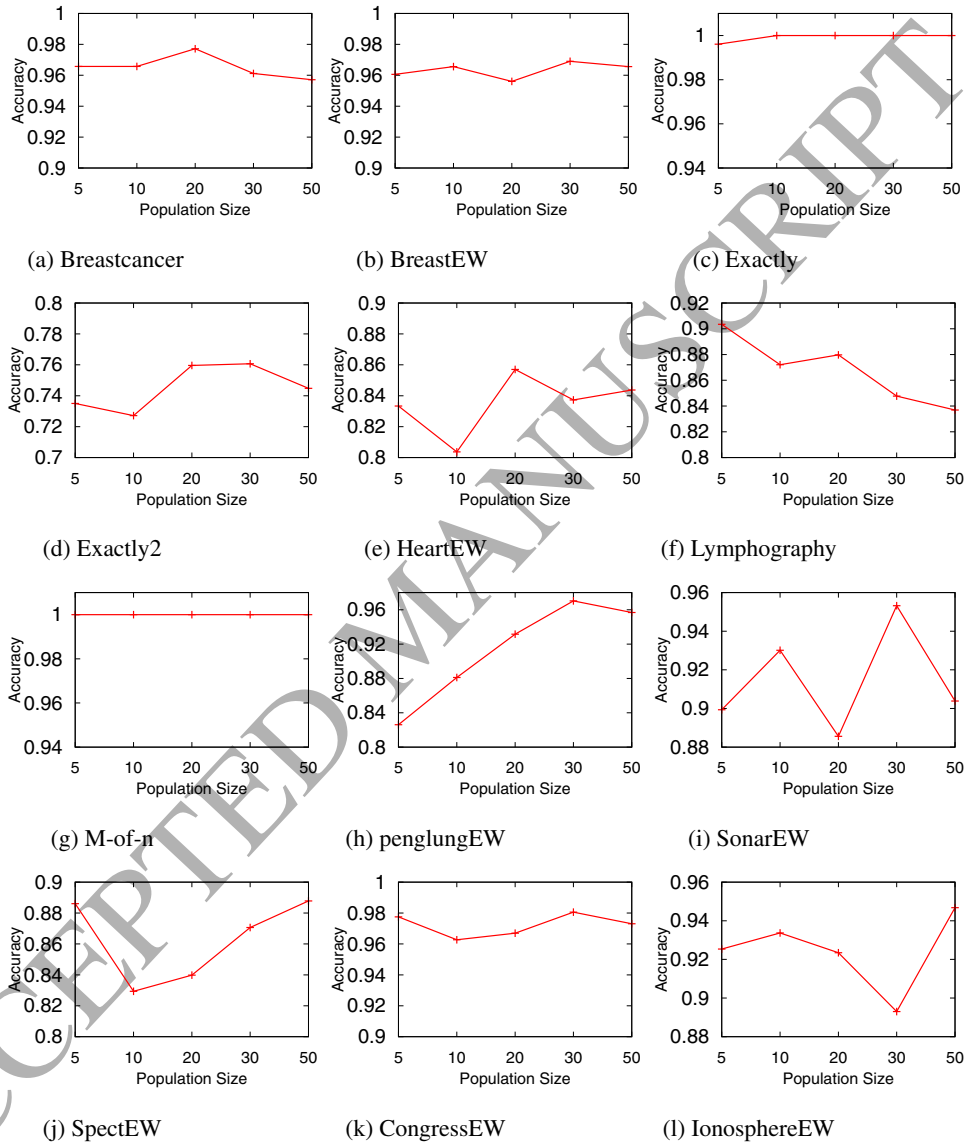 1 1
0.98 0.98 1
0.96 0.96 0.98
0.94 0.94
0.96
0.92 0.92
0.9 0.9 0.94
Accuracy Accuracy Accuracy
5 10 20 30 50 5 10 20 30 50 5 10 20 30 50
Population Size Population Size Population Size
(a) Breastcancer (b) BreastEW (c) Exactly
0.8 0.9 0.92
0.78 0.88 0.9
0.76 0.86 0.88
0.86
0.74 0.84
0.84
0.72 0.82 0.82
0.7 0.8 0.8
Accuracy Accuracy Accuracy
5 10 20 30 50 5 10 20 30 50 5 10 20 30 50
Population Size Population Size Population Size
(d) Exactly2 (e) HeartEW (f) Lymphography
1 0.96 0.96
0.98 0.92 0.94
0.92
0.96 0.88
0.9
0.84
0.94 0.8 0.88
Accuracy Accuracy Accuracy
5 10 20 30 50 5 10 20 30 50 5 10 20 30 50
Population Size Population Size Population Size
(g) M-of-n (h) penglungEW (i) SonarEW
0.9 1 0.96
0.88 0.98 0.94
0.86 0.96
0.92
0.84 0.94
0.9
0.82 0.92
0.8 0.9 0.88
Accuracy Accuracy Accuracy
5 10 20 30 50 5 10 20 30 50 5 10 20 30 50
Population Size Population Size Population Size
(j) SpectEW (k) CongressEW (l) IonosphereEW
CCEPTED MANUSCRIPT